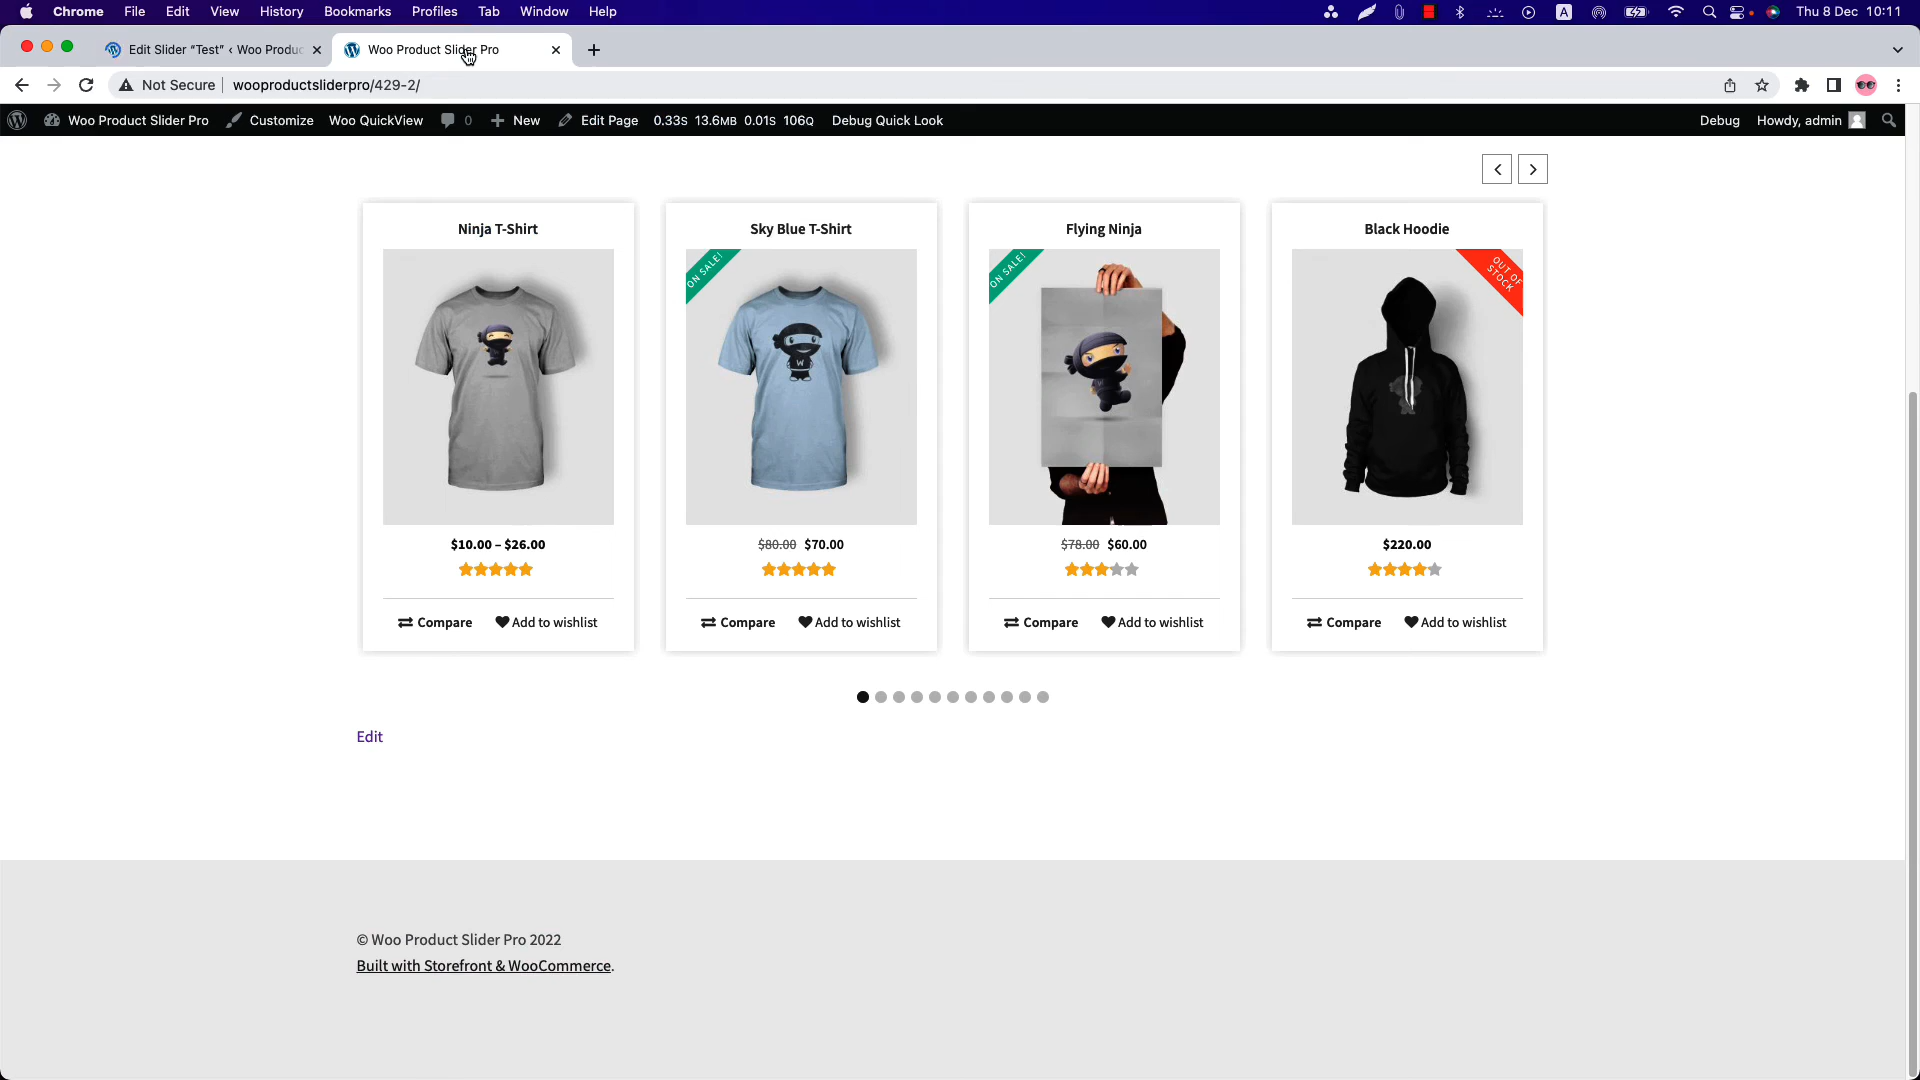 Chrome File Edit View History Bookmarks Profiles Tab Window Help A Thu 8 Dec 10:11
Edit Slider “Test” ‹ Woo Produc
Woo Product Slider Pro
Not Secure wooproductsliderpro/429-2/
Woo Product Slider Pro Customize Woo QuickView 0 New Edit Page 0.33S 13.6MB 0.01S 106Q Debug Quick Look Debug Howdy, admin
Ninja T-Shirt
Sky Blue T-Shirt
Flying Ninja
Black Hoodie
ON SALE!
ON SALE!
OUT OF
STOCK
W
$10.00 – $26.00
$80.00 $70.00
$78.00 $60.00
$220.00
Compare Add to wishlist
Compare Add to wishlist
Compare Add to wishlist
Compare Add to wishlist
Edit
© Woo Product Slider Pro 2022
Built with Storefront & WooCommerce.